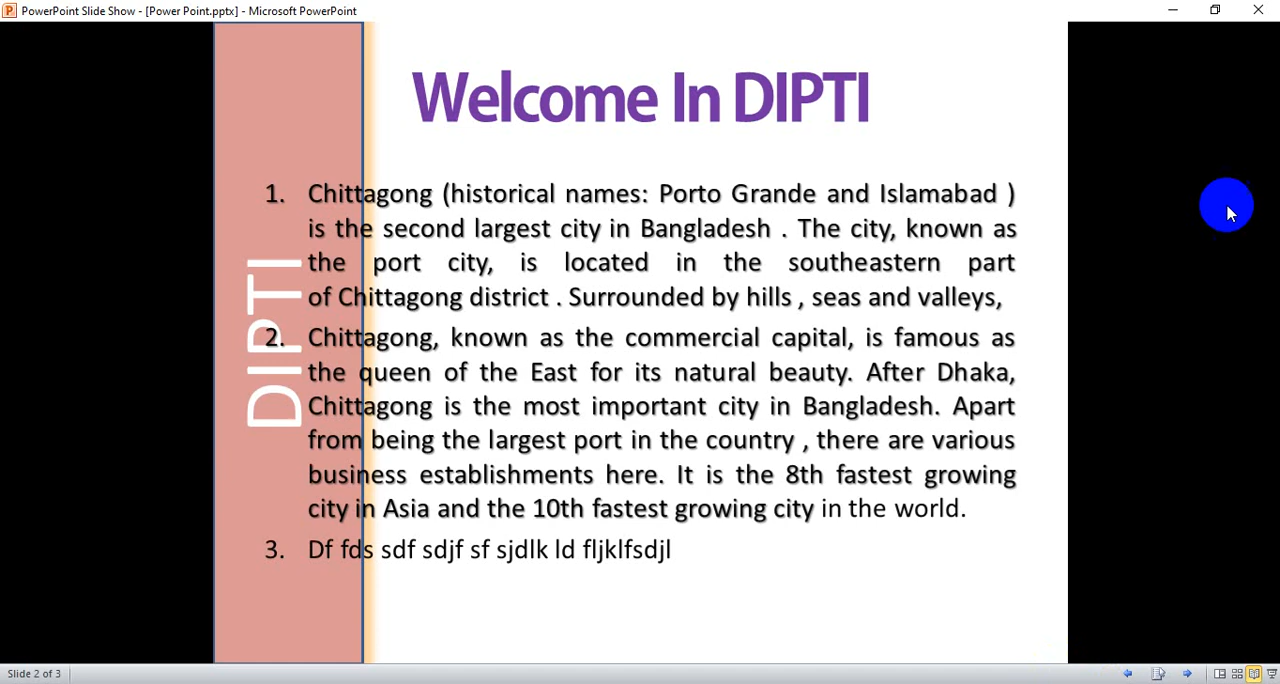 PowerPoint Slide Show - [Power Point.pptx] - Microsoft PowerPoint
Welcome In DIPTI
DIPTI
1. Chittagong (historical names: Porto Grande and Islamabad )
is the second largest city in Bangladesh . The city, known as
the port city, is located in the southeastern part
of Chittagong district . Surrounded by hills , seas and valleys,
2. Chittagong, known as the commercial capital, is famous as
the queen of the East for its natural beauty. After Dhaka,
Chittagong is the most important city in Bangladesh. Apart
from being the largest port in the country , there are various
business establishments here. It is the 8th fastest growing
city in Asia and the 10th fastest growing city in the world.
3. Df fds sdf sdjf sf sjdlk ld fljklfsdjl
Slide 2 of 3